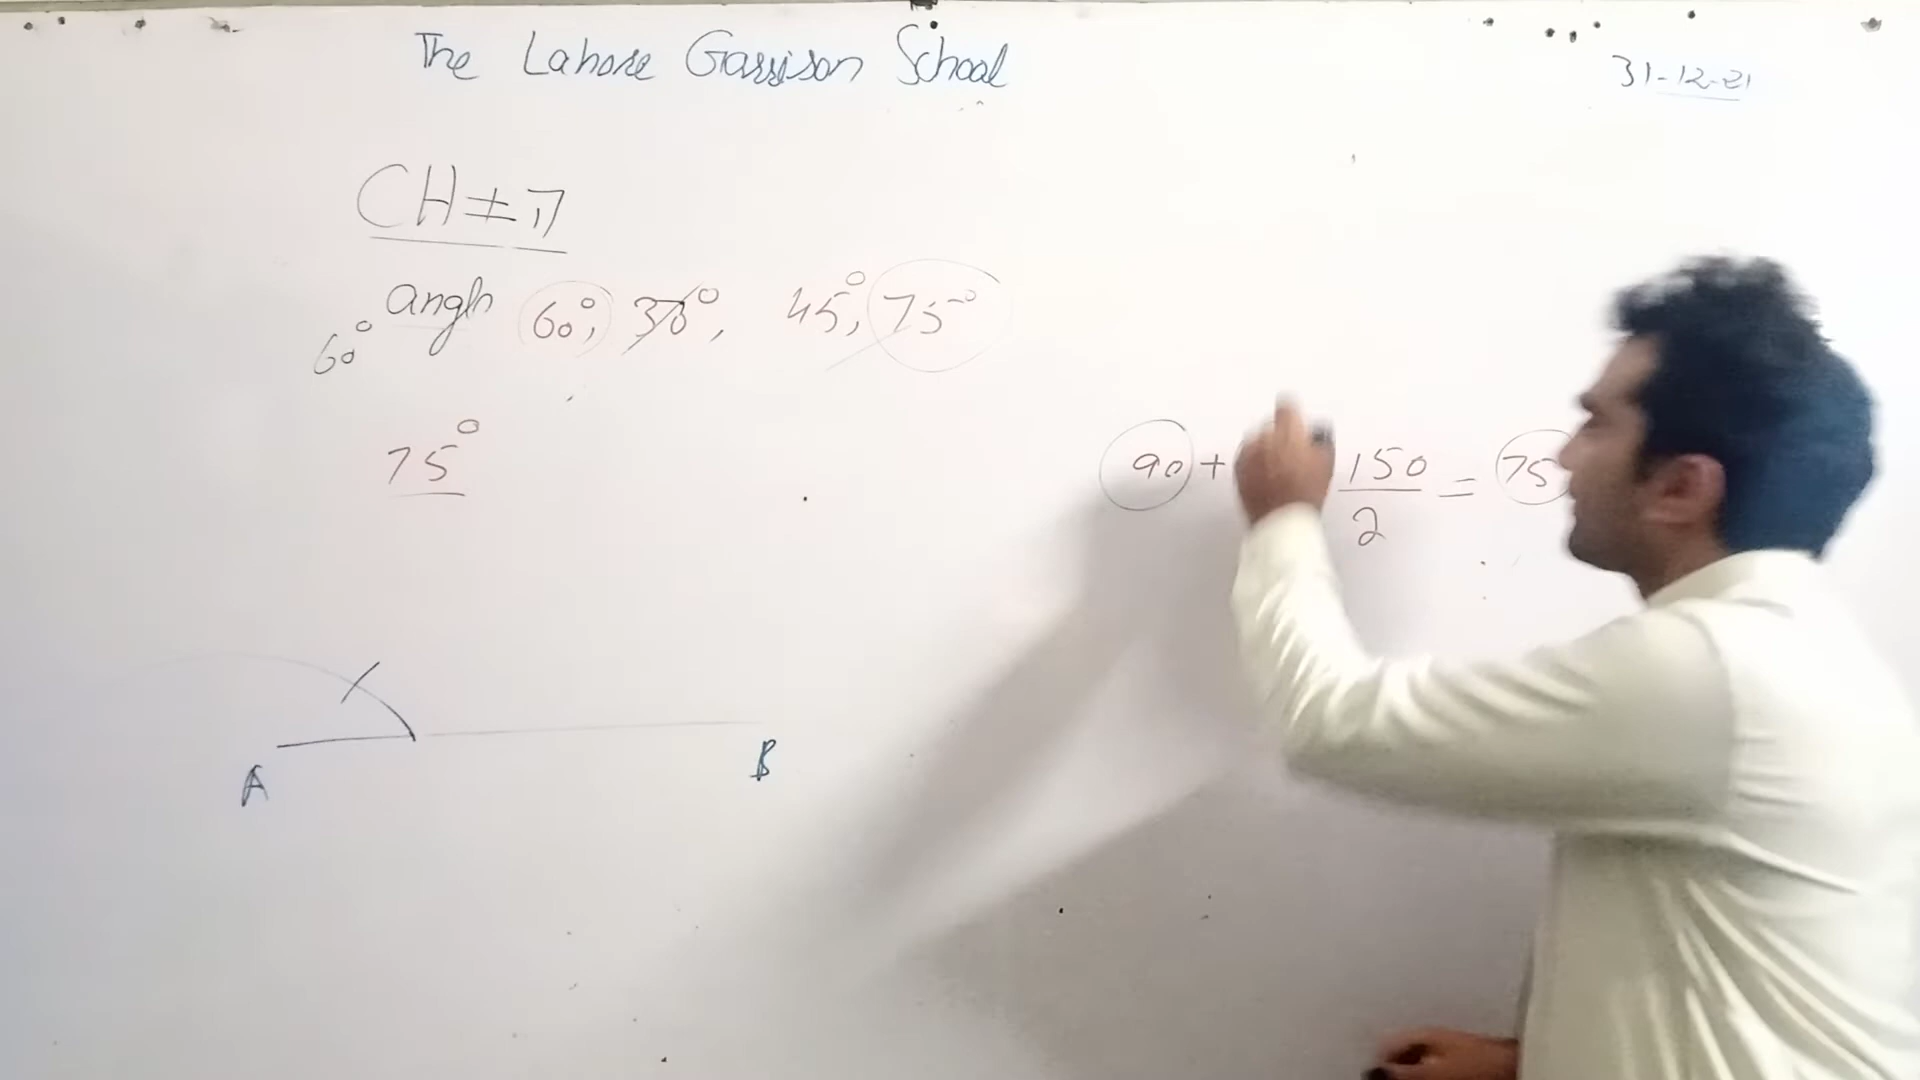 The Lahore Garrison School
31-12-21
CH # 17
angle 60°, 30°, 45°, 75°
60°
75°
90 + 150 / 2 = 75
A B